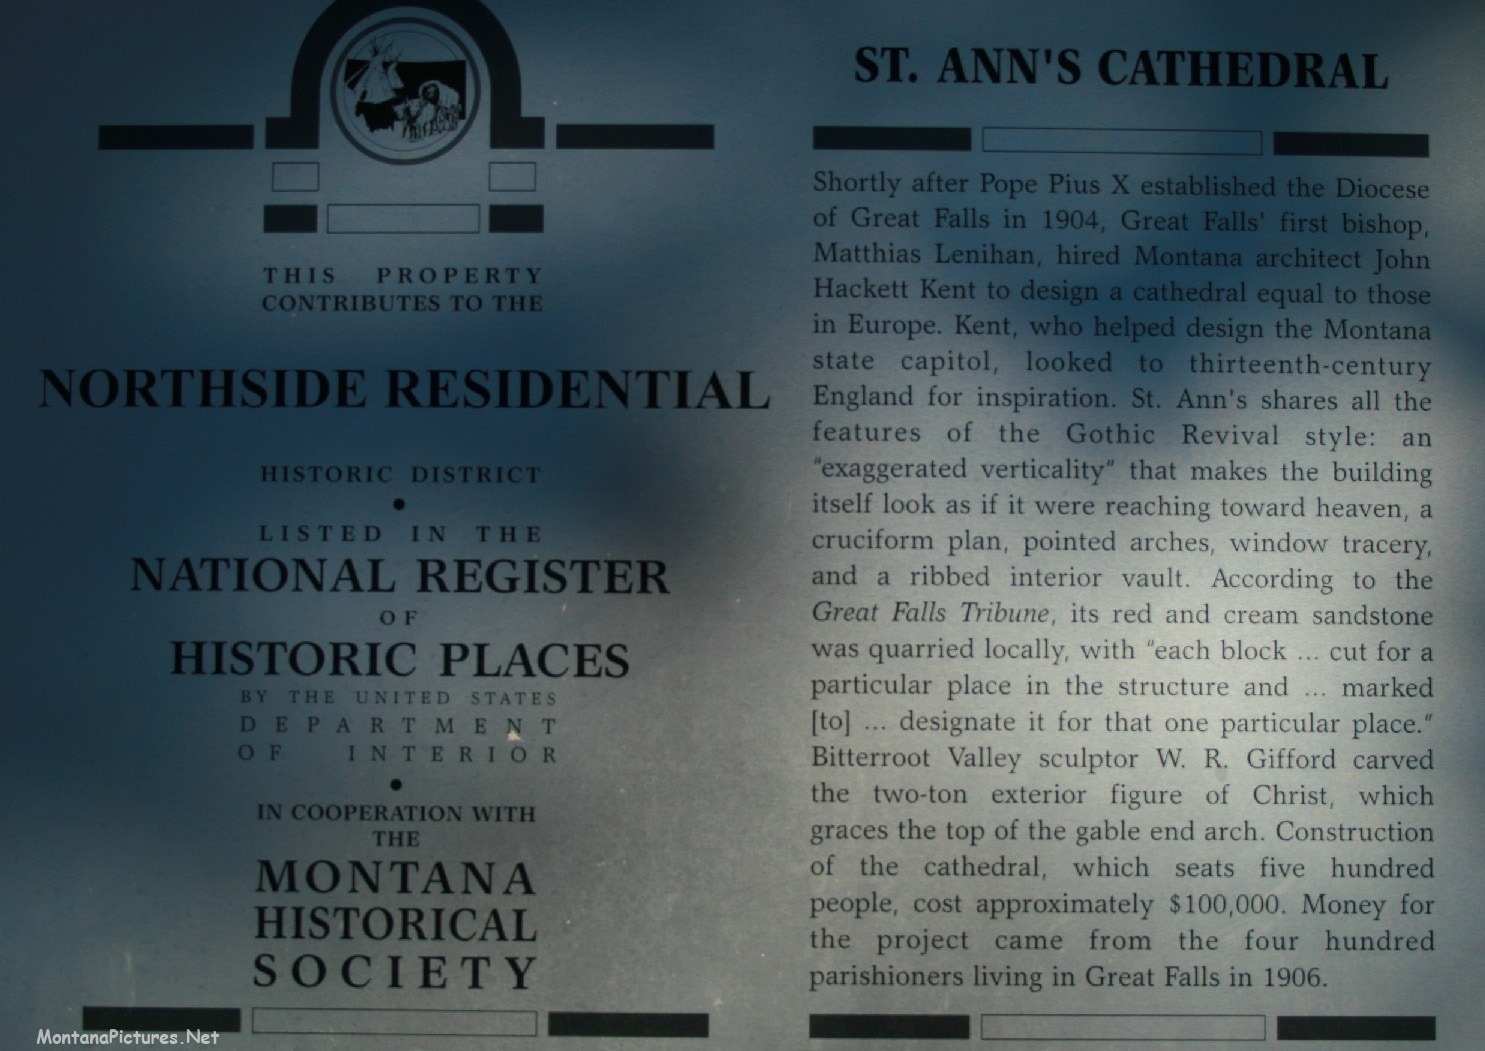 THIS PROPERTY
CONTRIBUTES TO THE
NORTHSIDE RESIDENTIAL
HISTORIC DISTRICT
•
LISTED IN THE
NATIONAL REGISTER
OF
HISTORIC PLACES
BY THE UNITED STATES
DEPARTMENT
OF INTERIOR
•
IN COOPERATION WITH
THE
MONTANA
HISTORICAL
SOCIETY
ST. ANN'S CATHEDRAL
Shortly after Pope Pius X established the Diocese
of Great Falls in 1904, Great Falls' first bishop,
Matthias Lenihan, hired Montana architect John
Hackett Kent to design a cathedral equal to those
in Europe. Kent, who helped design the Montana
state capitol, looked to thirteenth-century
England for inspiration. St. Ann's shares all the
features of the Gothic Revival style: an
"exaggerated verticality" that makes the building
itself look as if it were reaching toward heaven, a
cruciform plan, pointed arches, window tracery,
and a ribbed interior vault. According to the
Great Falls Tribune, its red and cream sandstone
was quarried locally, with "each block ... cut for a
particular place in the structure and ... marked
[to] ... designate it for that one particular place."
Bitterroot Valley sculptor W. R. Gifford carved
the two-ton exterior figure of Christ, which
graces the top of the gable end arch. Construction
of the cathedral, which seats five hundred
people, cost approximately $100,000. Money for
the project came from the four hundred
parishioners living in Great Falls in 1906.
MontanaPictures.Net